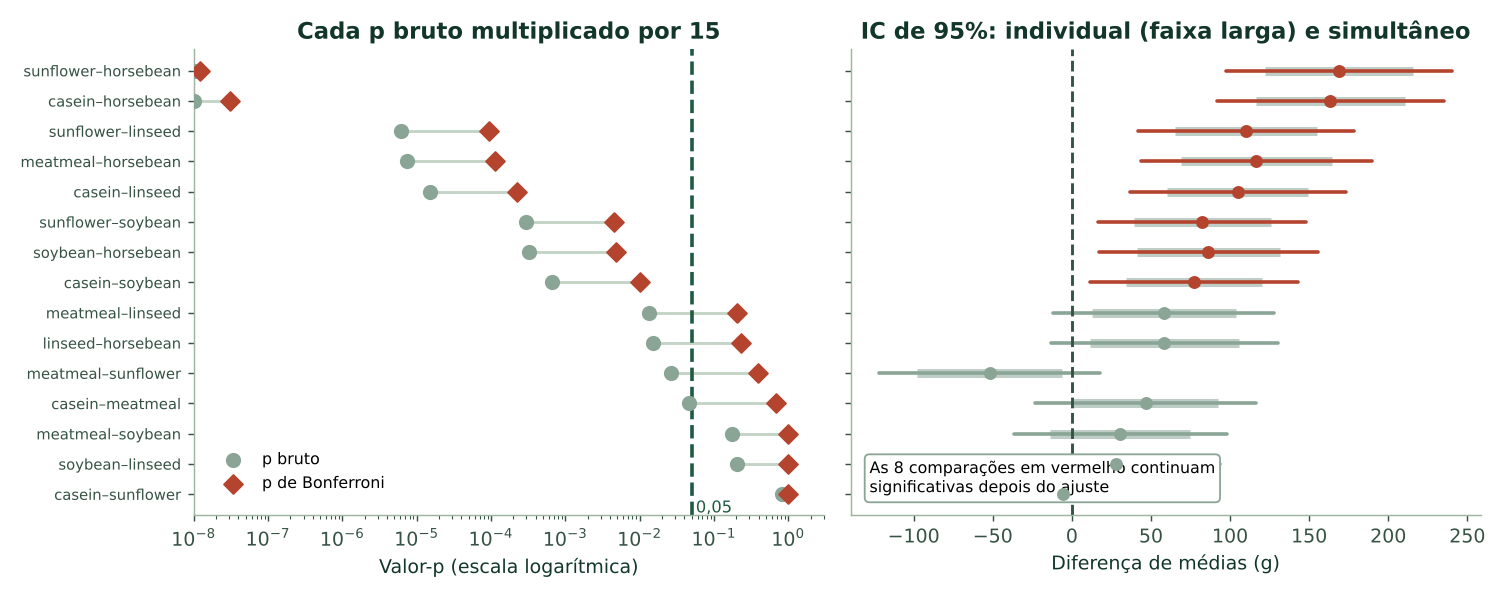 Cada p bruto multiplicado por 15
sunflower–horsebean
casein–horsebean
sunflower–linseed
meatmeal–horsebean
casein–linseed
sunflower–soybean
soybean–horsebean
casein–soybean
meatmeal–linseed
linseed–horsebean
meatmeal–sunflower
casein–meatmeal
meatmeal–soybean
soybean–linseed
casein–sunflower
p bruto
p de Bonferroni
0,05
10⁻⁸ 10⁻⁷ 10⁻⁶ 10⁻⁵ 10⁻⁴ 10⁻³ 10⁻² 10⁻¹ 10⁰
Valor-p (escala logarítmica)
IC de 95%: individual (faixa larga) e simultâneo
As 8 comparações em vermelho continuam
significativas depois do ajuste
−100 −50 0 50 100 150 200 250
Diferença de médias (g)